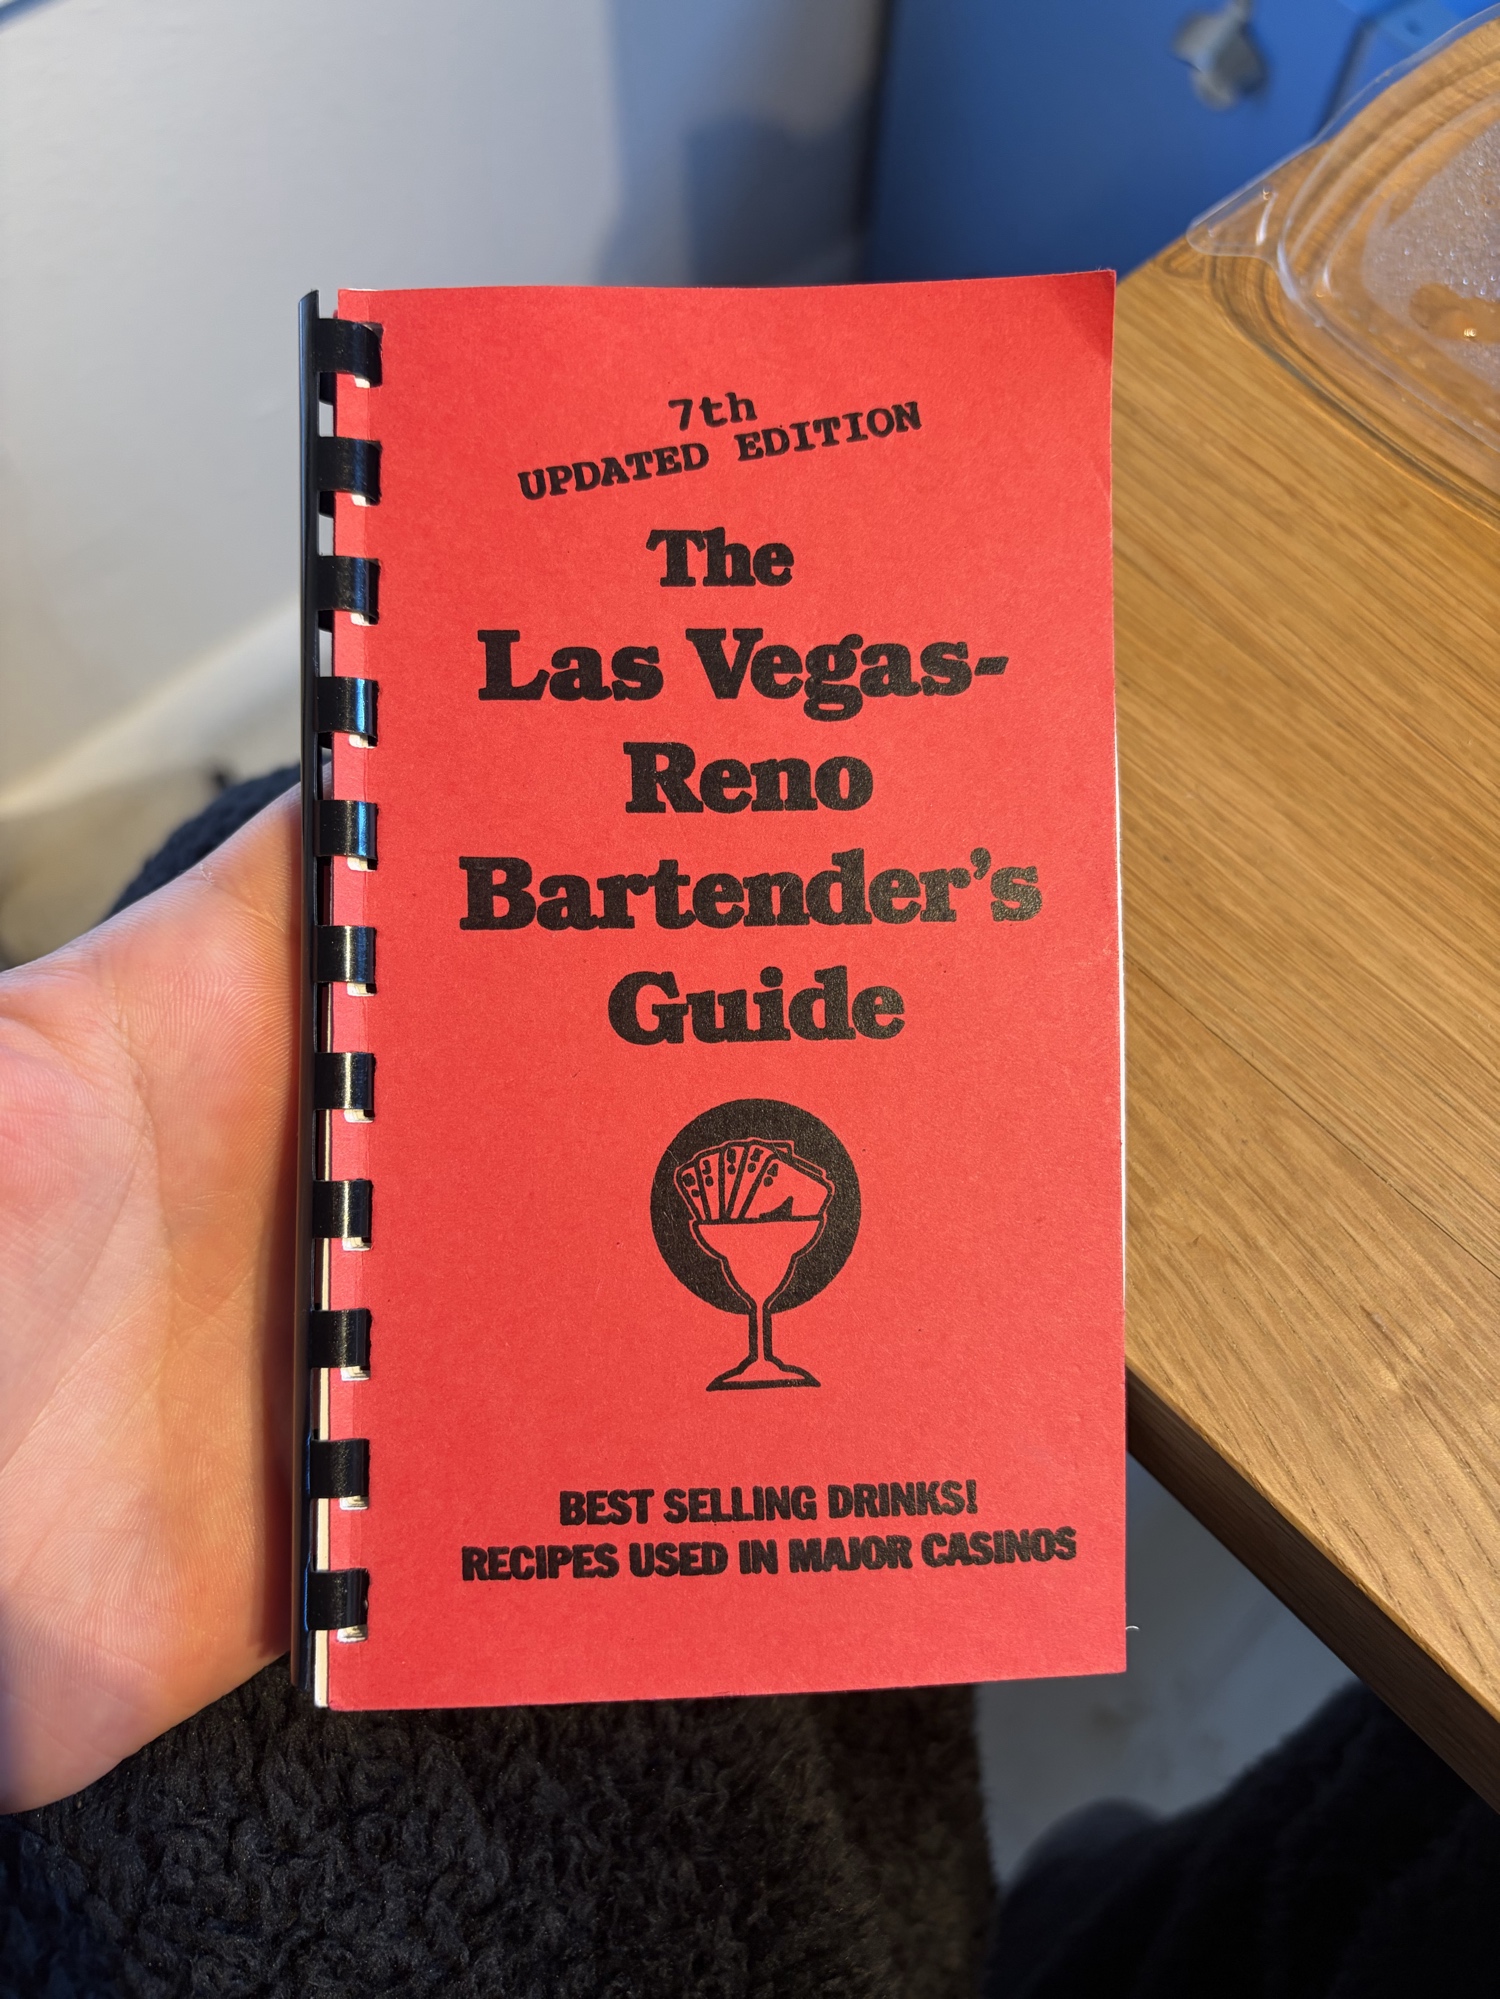 7th
UPDATED EDITION
The
Las Vegas-
Reno
Bartender's
Guide
BEST SELLING DRINKS!
RECIPES USED IN MAJOR CASINOS